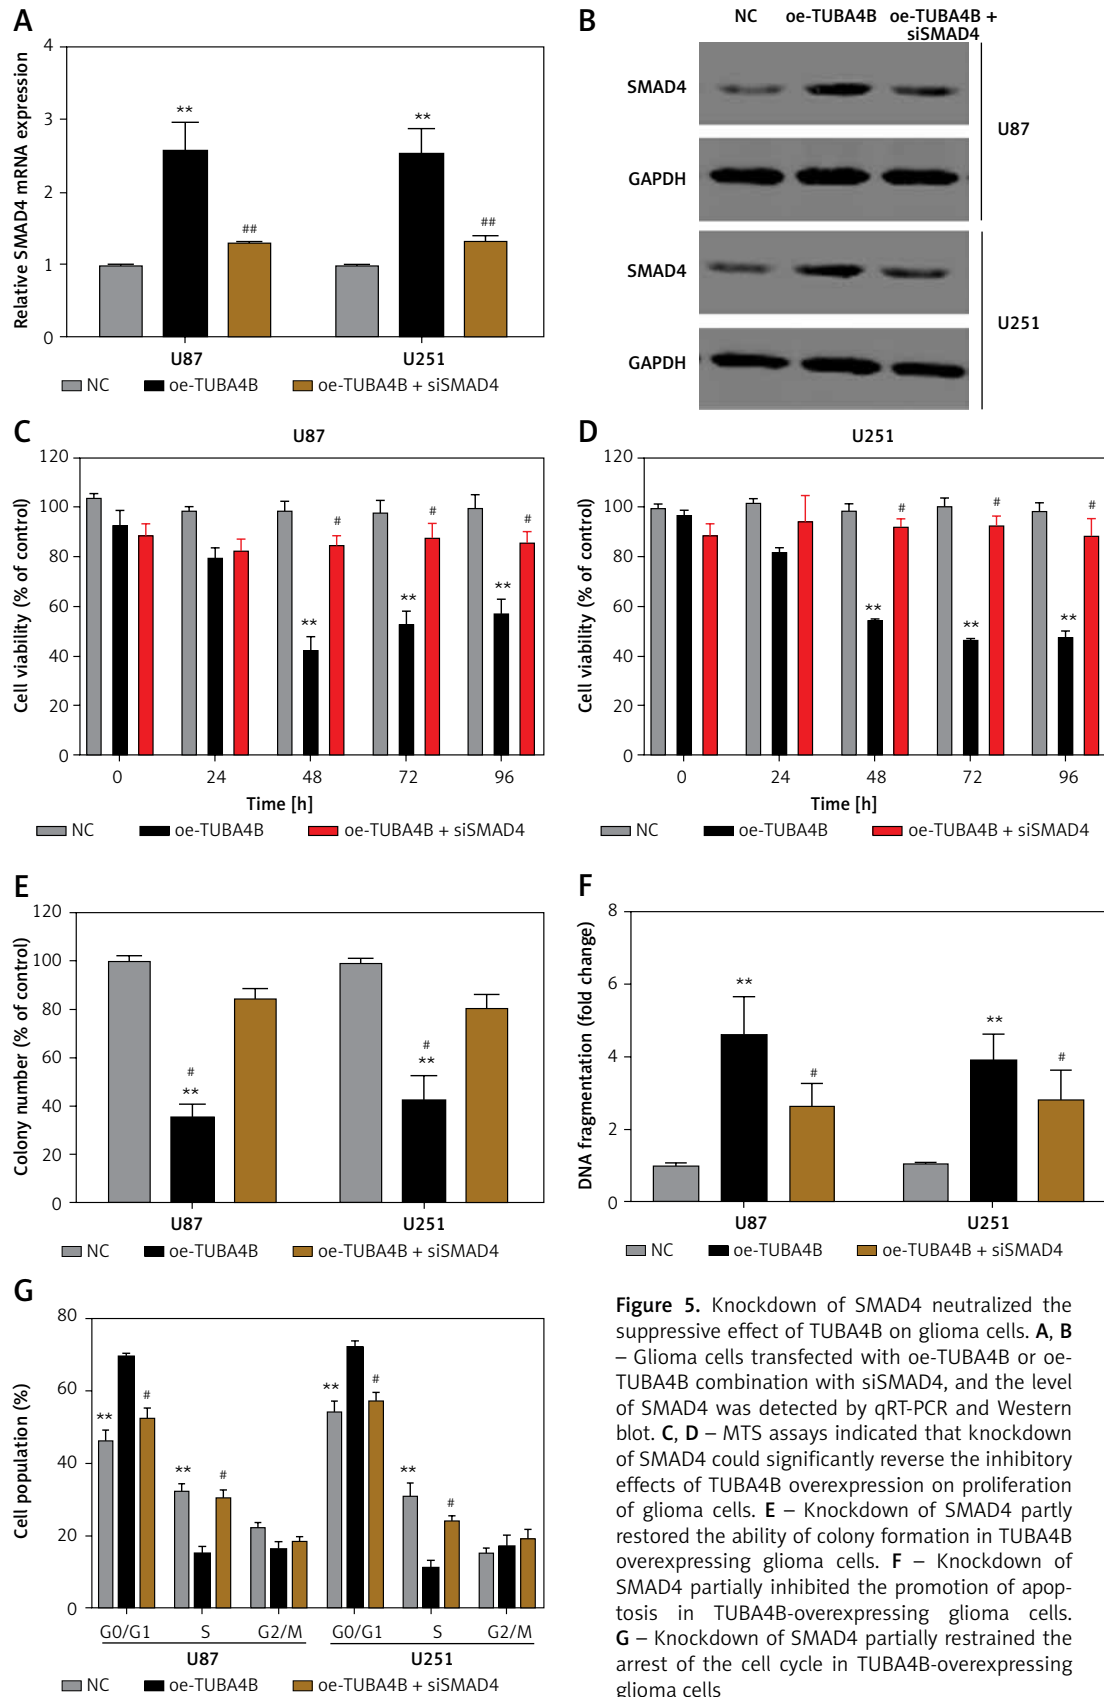 A
Relative SMAD4 mRNA expression
4
3
2
1
0
**
##
**
##
U87
U251
NC
oe-TUBA4B
oe-TUBA4B + siSMAD4
B
NC
oe-TUBA4B
oe-TUBA4B +
siSMAD4
SMAD4
GAPDH
U87
SMAD4
GAPDH
U251
C
U87
Cell viability (% of control)
120
100
80
60
40
20
0
**
#
**
#
**
#
0
24
48
72
96
Time [h]
NC
oe-TUBA4B
oe-TUBA4B + siSMAD4
D
U251
Cell viability (% of control)
120
100
80
60
40
20
0
**
#
**
#
**
#
0
24
48
72
96
Time [h]
NC
oe-TUBA4B
oe-TUBA4B + siSMAD4
E
Colony number (% of control)
120
100
80
60
40
20
0
#
**
#
**
U87
U251
NC
oe-TUBA4B
oe-TUBA4B + siSMAD4
F
DNA fragmentation (fold change)
8
6
4
2
0
**
#
**
#
U87
U251
NC
oe-TUBA4B
oe-TUBA4B + siSMAD4
G
Cell population (%)
80
60
40
20
0
**
#
**
#
**
#
**
#
G0/G1
S
G2/M
G0/G1
S
G2/M
U87
U251
NC
oe-TUBA4B
oe-TUBA4B + siSMAD4
Figure 5. Knockdown of SMAD4 neutralized the
suppressive effect of TUBA4B on glioma cells. A, B
– Glioma cells transfected with oe-TUBA4B or oe-
TUBA4B combination with siSMAD4, and the level
of SMAD4 was detected by qRT-PCR and Western
blot. C, D – MTS assays indicated that knockdown
of SMAD4 could significantly reverse the inhibitory
effects of TUBA4B overexpression on proliferation
of glioma cells. E – Knockdown of SMAD4 partly
restored the ability of colony formation in TUBA4B
overexpressing glioma cells. F – Knockdown of
SMAD4 partially inhibited the promotion of apop-
tosis in TUBA4B-overexpressing glioma cells.
G – Knockdown of SMAD4 partially restrained the
arrest of the cell cycle in TUBA4B-overexpressing
glioma cells